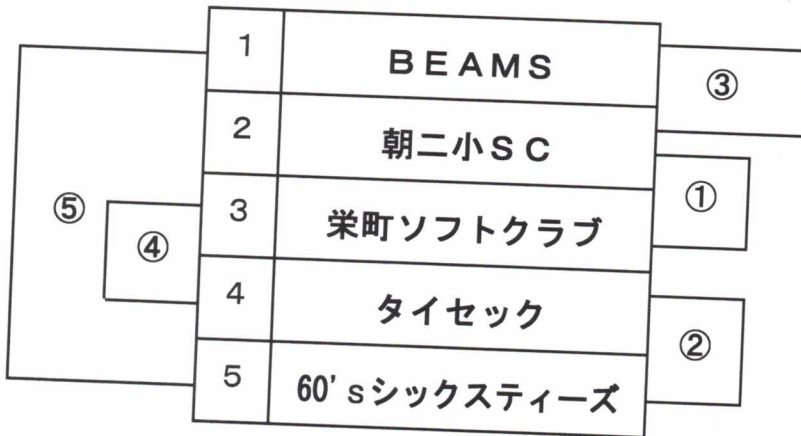 1 BEAMS ③
2 朝二小SC
① 
⑤ 3 栄町ソフトクラブ
④
4 タイセック
②
5 60'sシックスティーズ